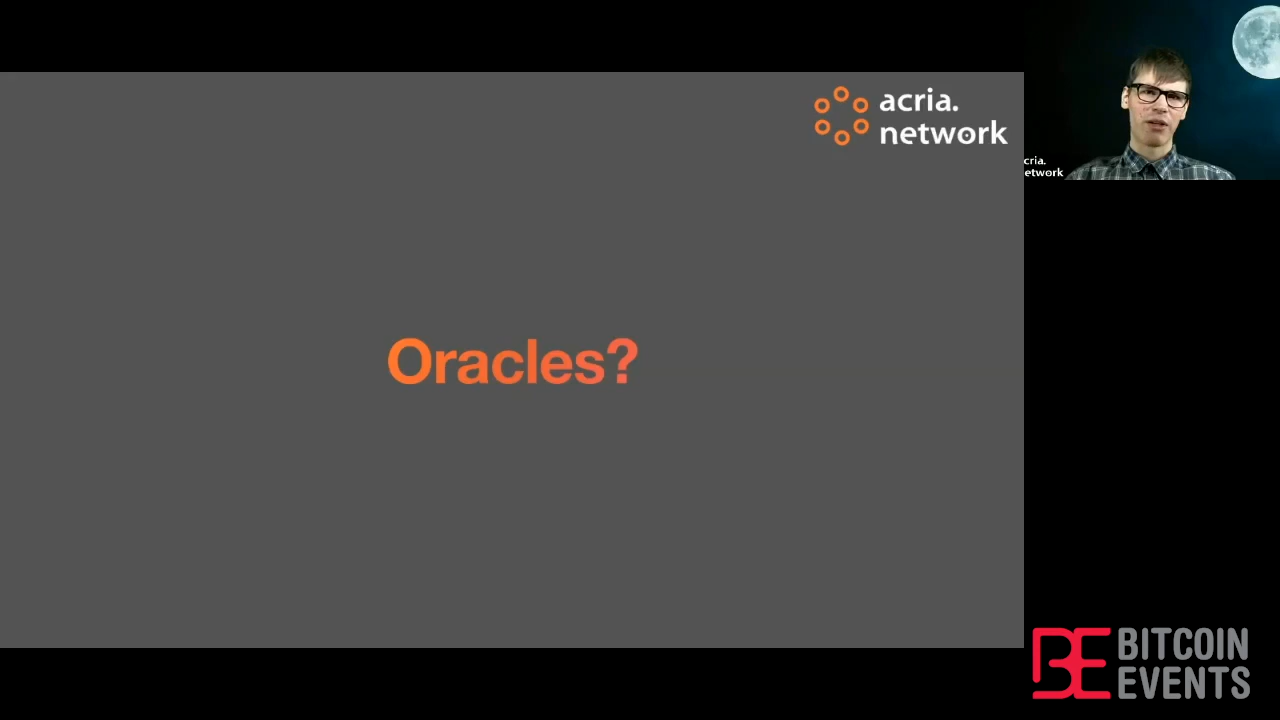 acria.
network
Oracles?
cria.
etwork
BITCOIN
EVENTS